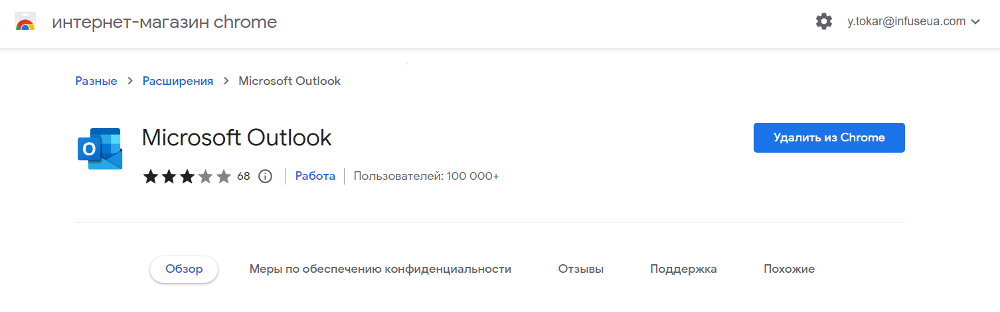 интернет-магазин chrome
y.tokar@infuseua.com
Разные > Расширения > Microsoft Outlook
O
Microsoft Outlook
Удалить из Chrome
68 Работа Пользователей: 100 000+
Обзор Меры по обеспечению конфиденциальности Отзывы Поддержка Похожие